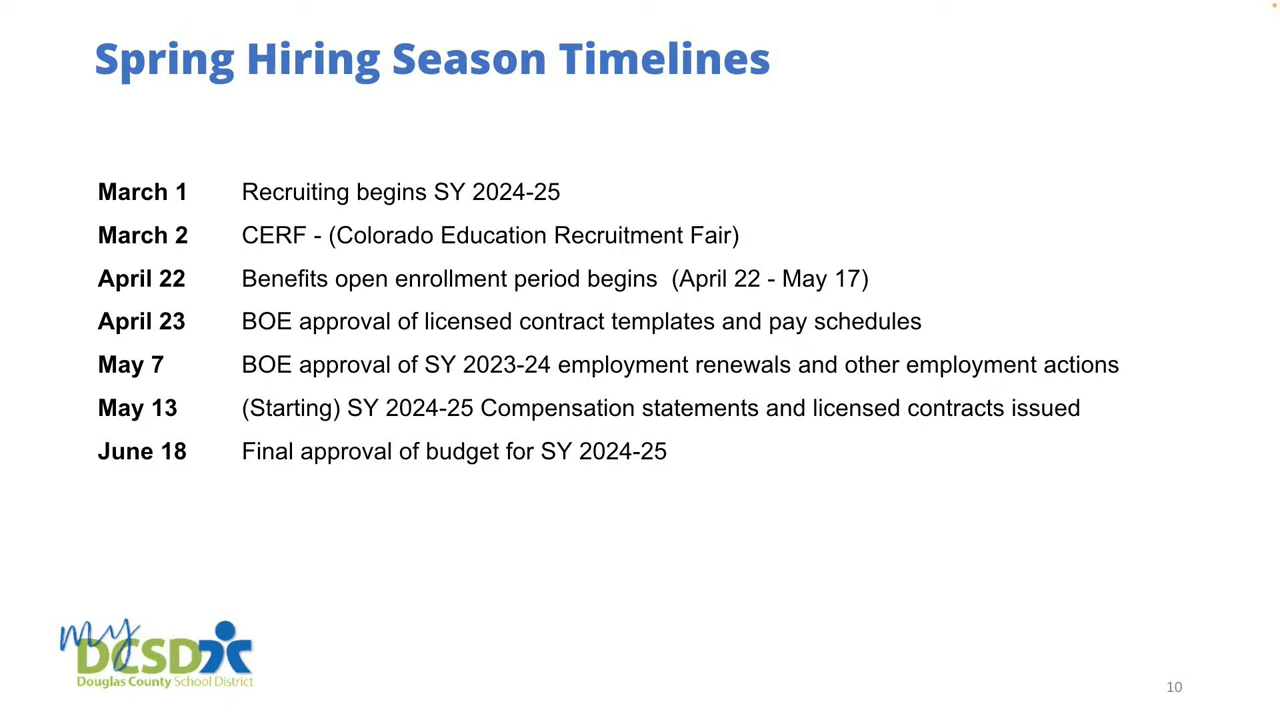 Spring Hiring Season Timelines
March 1 Recruiting begins SY 2024-25
March 2 CERF - (Colorado Education Recruitment Fair)
April 22 Benefits open enrollment period begins (April 22 - May 17)
April 23 BOE approval of licensed contract templates and pay schedules
May 7 BOE approval of SY 2023-24 employment renewals and other employment actions
May 13 (Starting) SY 2024-25 Compensation statements and licensed contracts issued
June 18 Final approval of budget for SY 2024-25
my
DCSD
Douglas County School District
10